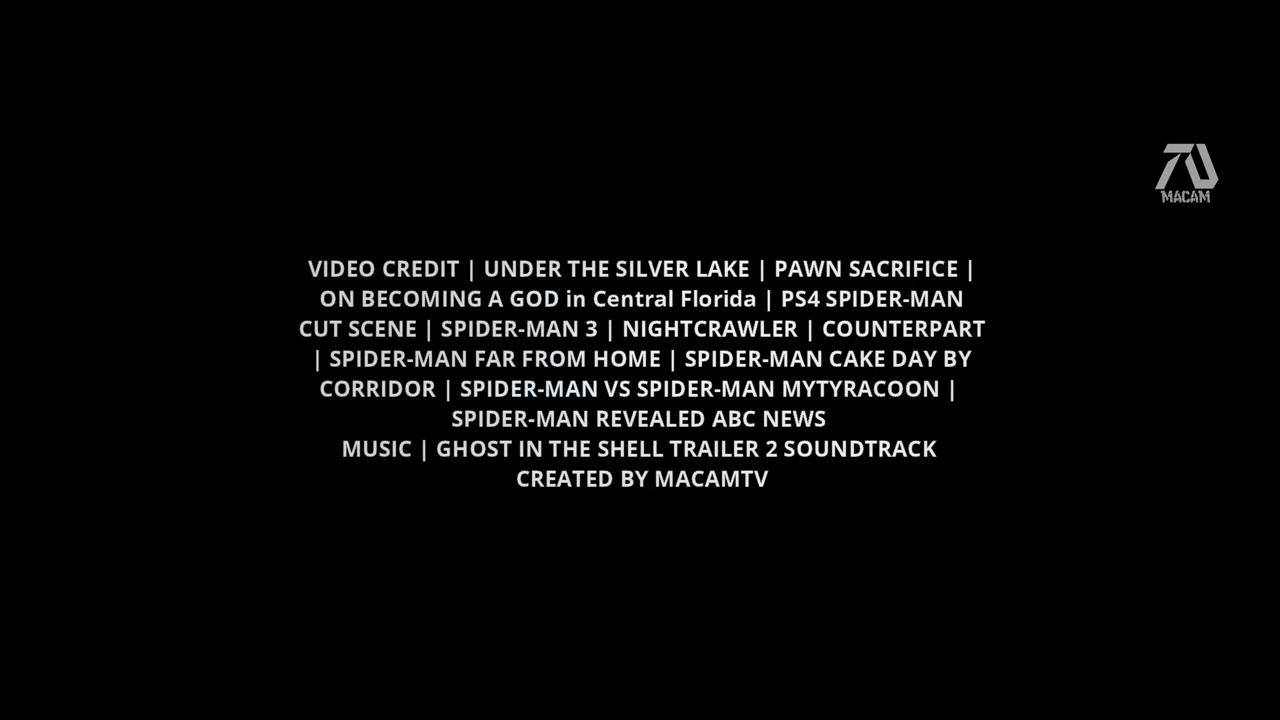 MACAM
VIDEO CREDIT | UNDER THE SILVER LAKE | PAWN SACRIFICE |
ON BECOMING A GOD in Central Florida | PS4 SPIDER-MAN
CUT SCENE | SPIDER-MAN 3 | NIGHTCRAWLER | COUNTERPART
| SPIDER-MAN FAR FROM HOME | SPIDER-MAN CAKE DAY BY
CORRIDOR | SPIDER-MAN VS SPIDER-MAN MYTYRACOON |
SPIDER-MAN REVEALED ABC NEWS
MUSIC | GHOST IN THE SHELL TRAILER 2 SOUNDTRACK
CREATED BY MACAMTV